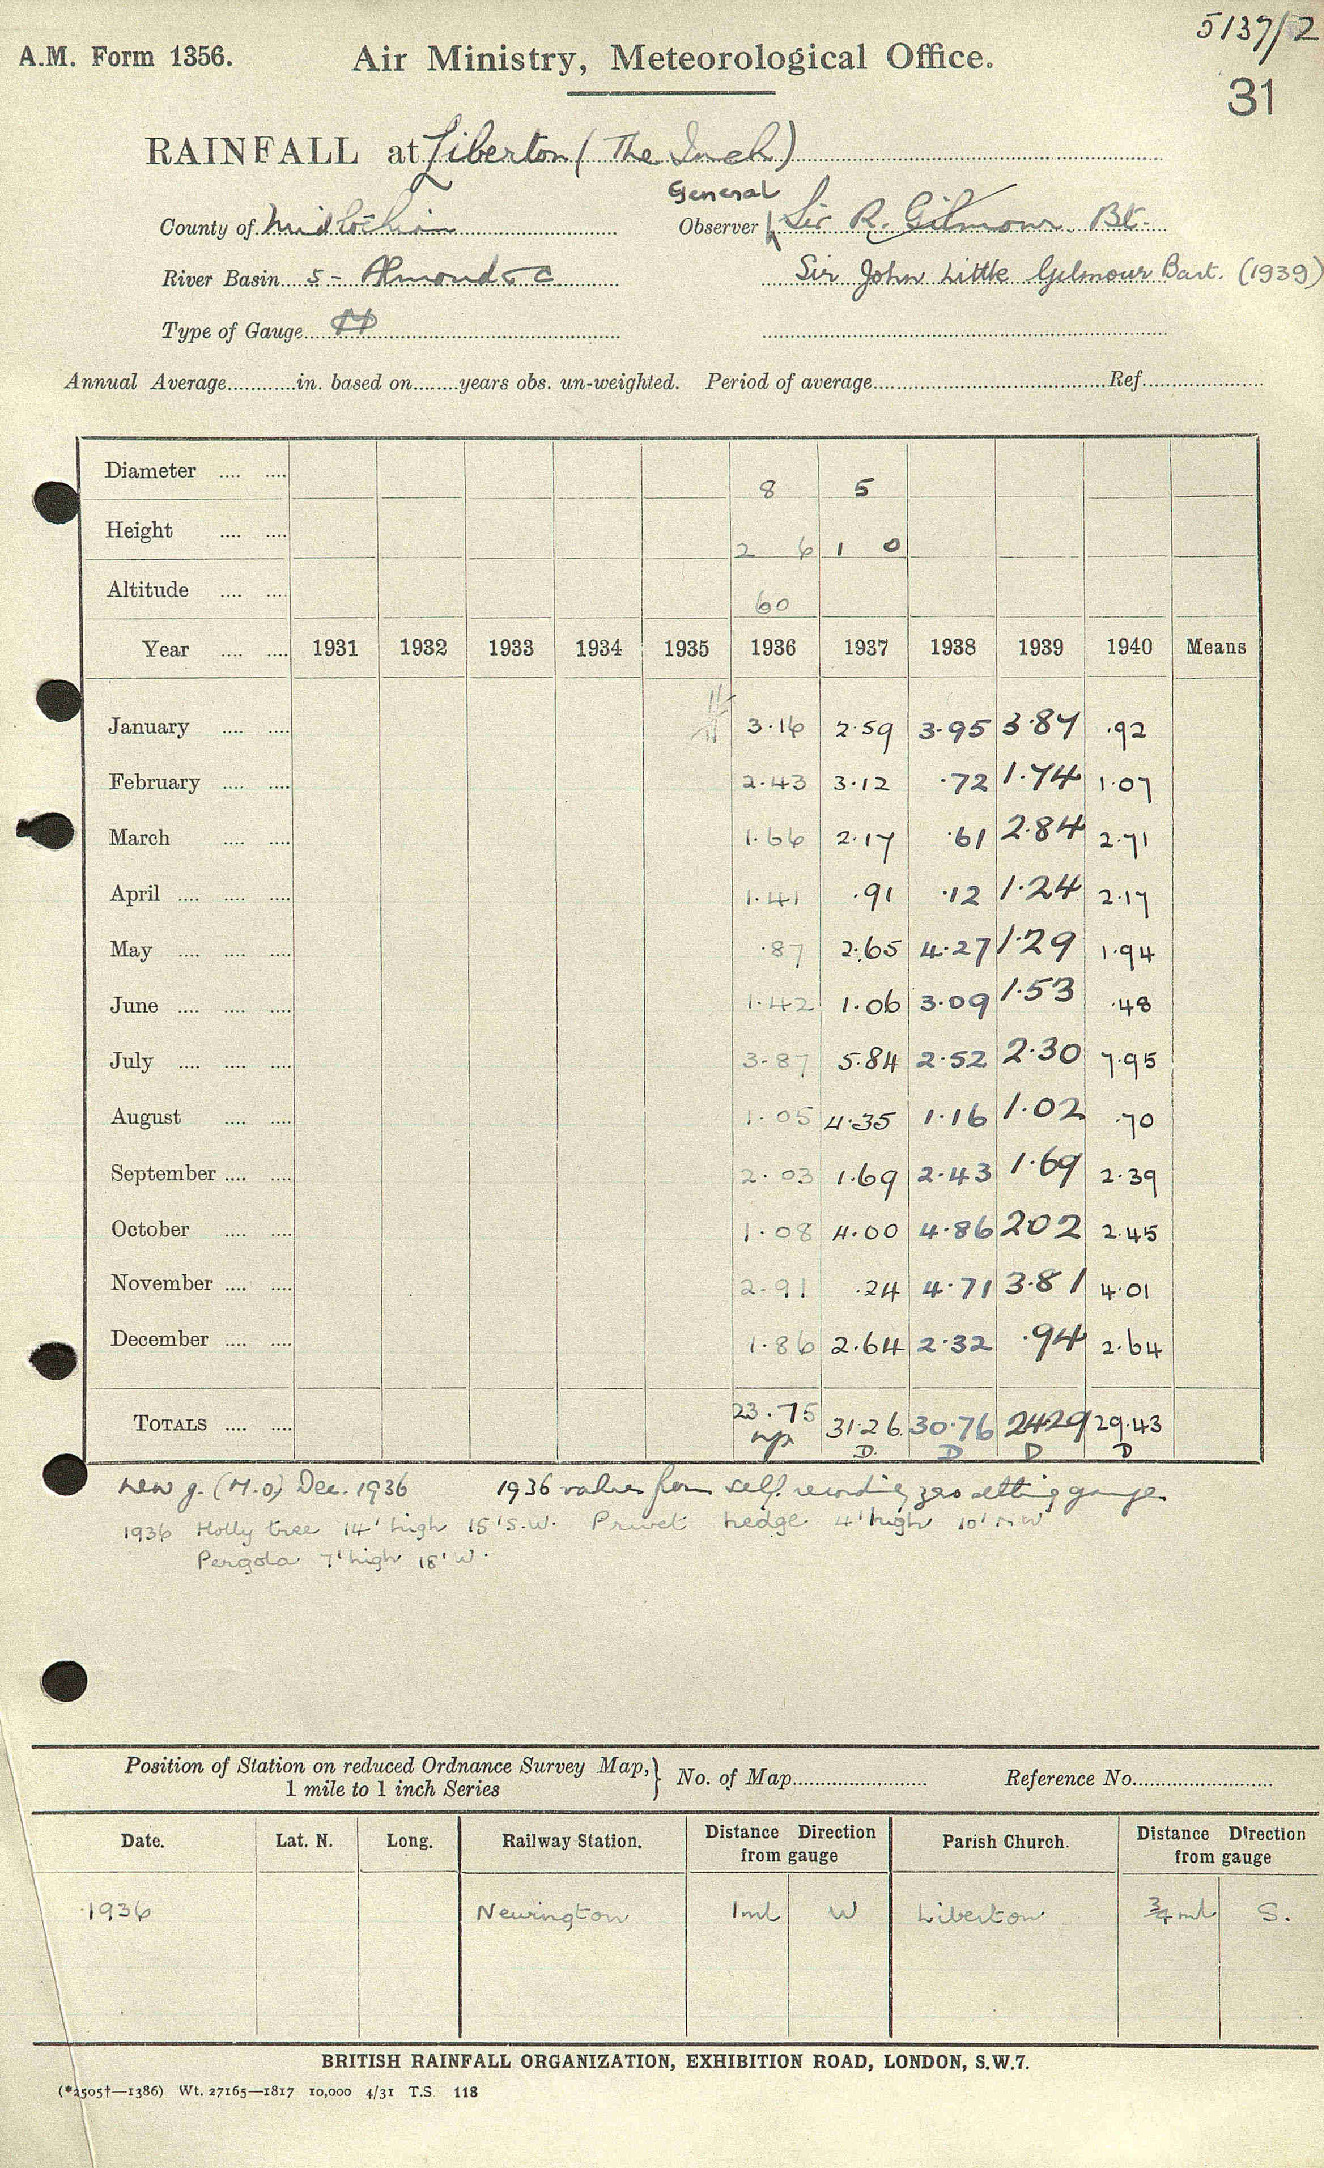 5137/2
A.M. Form 1356. Air Ministry, Meteorological Office.
31
RAINFALL at Liberton (The Inch)
General
County of Midlothian Observer Sir R. Gilmour Bt.
River Basin 5 - Almond & c Sir John Little Gilmour Bart. (1939)
Type of Gauge
Annual Average in. based on years obs. un-weighted. Period of average Ref
Diameter .... .... 8 5
Height .... .... 2 6 1 0
Altitude .... .... 60
Year .... .... 1931 1932 1933 1934 1935 1936 1937 1938 1939 1940 Means
January .... .... 3.16 2.59 3.95 3.87 .92
February .... .... 2.43 3.12 .72 1.74 1.07
March .... .... 1.66 2.17 .61 2.84 2.71
April .... .... .... 1.41 .91 .12 1.24 2.17
May .... .... .... .87 2.65 4.27 1.29 1.94
June .... .... .... 1.42 1.06 3.09 1.53 .48
July .... .... .... 3.87 5.84 2.52 2.30 7.95
August .... .... 1.05 4.35 1.16 1.02 .70
September .... .... 2.03 1.69 2.43 1.69 2.39
October .... .... 1.08 4.00 4.86 202 2.45
November .... .... 2.91 .24 4.71 3.81 4.01
December .... .... 1.86 2.64 2.32 .94 2.64
TOTALS .... .... 23.75 31.26 30.76 2429 29.43
np D. D D D
New g. (M.O) Dec. 1936 1936 values from self recording zero setting gauge
1936 Holly tree 14' high 15' S.W. Privet hedge 4' high 10' N W
Pergola 7' high 18' W.
Position of Station on reduced Ordnance Survey Map,
1 mile to 1 inch Series } No. of Map Reference No.
Date. Lat. N. Long. Railway Station. Distance Direction from gauge Parish Church. Distance Direction from gauge
1936 Newington 1ml W Liberton 3/4 ml S.
BRITISH RAINFALL ORGANIZATION, EXHIBITION ROAD, LONDON, S.W.7.
(*2505†—1386) Wt. 27165—1817 10,000 4/31 T.S. 118